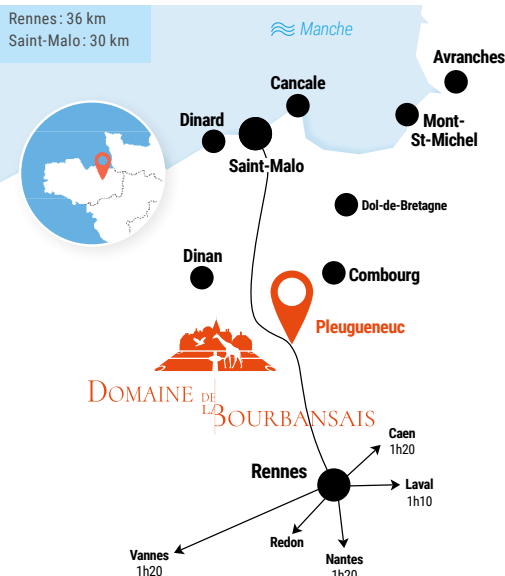 Rennes : 36 km
Saint-Malo : 30 km
Manche
Avranches
Cancale
Dinard
Mont-
St-Michel
Saint-Malo
Dol-de-Bretagne
Dinan
Combourg
Pleugueneuc
DOMAINE DE
LA BOURBANSAIS
Caen
1h20
Rennes
Laval
1h10
Redon
Vannes
1h20
Nantes
1h20